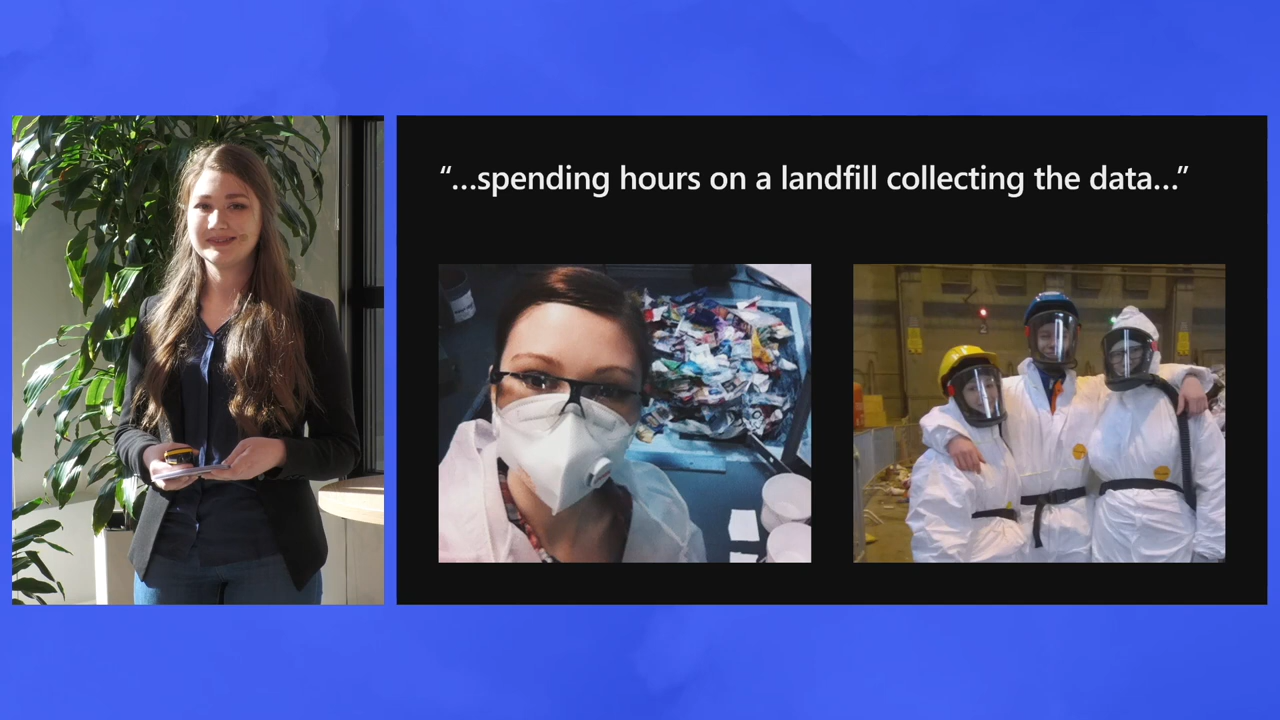 “...spending hours on a landfill collecting the data...”